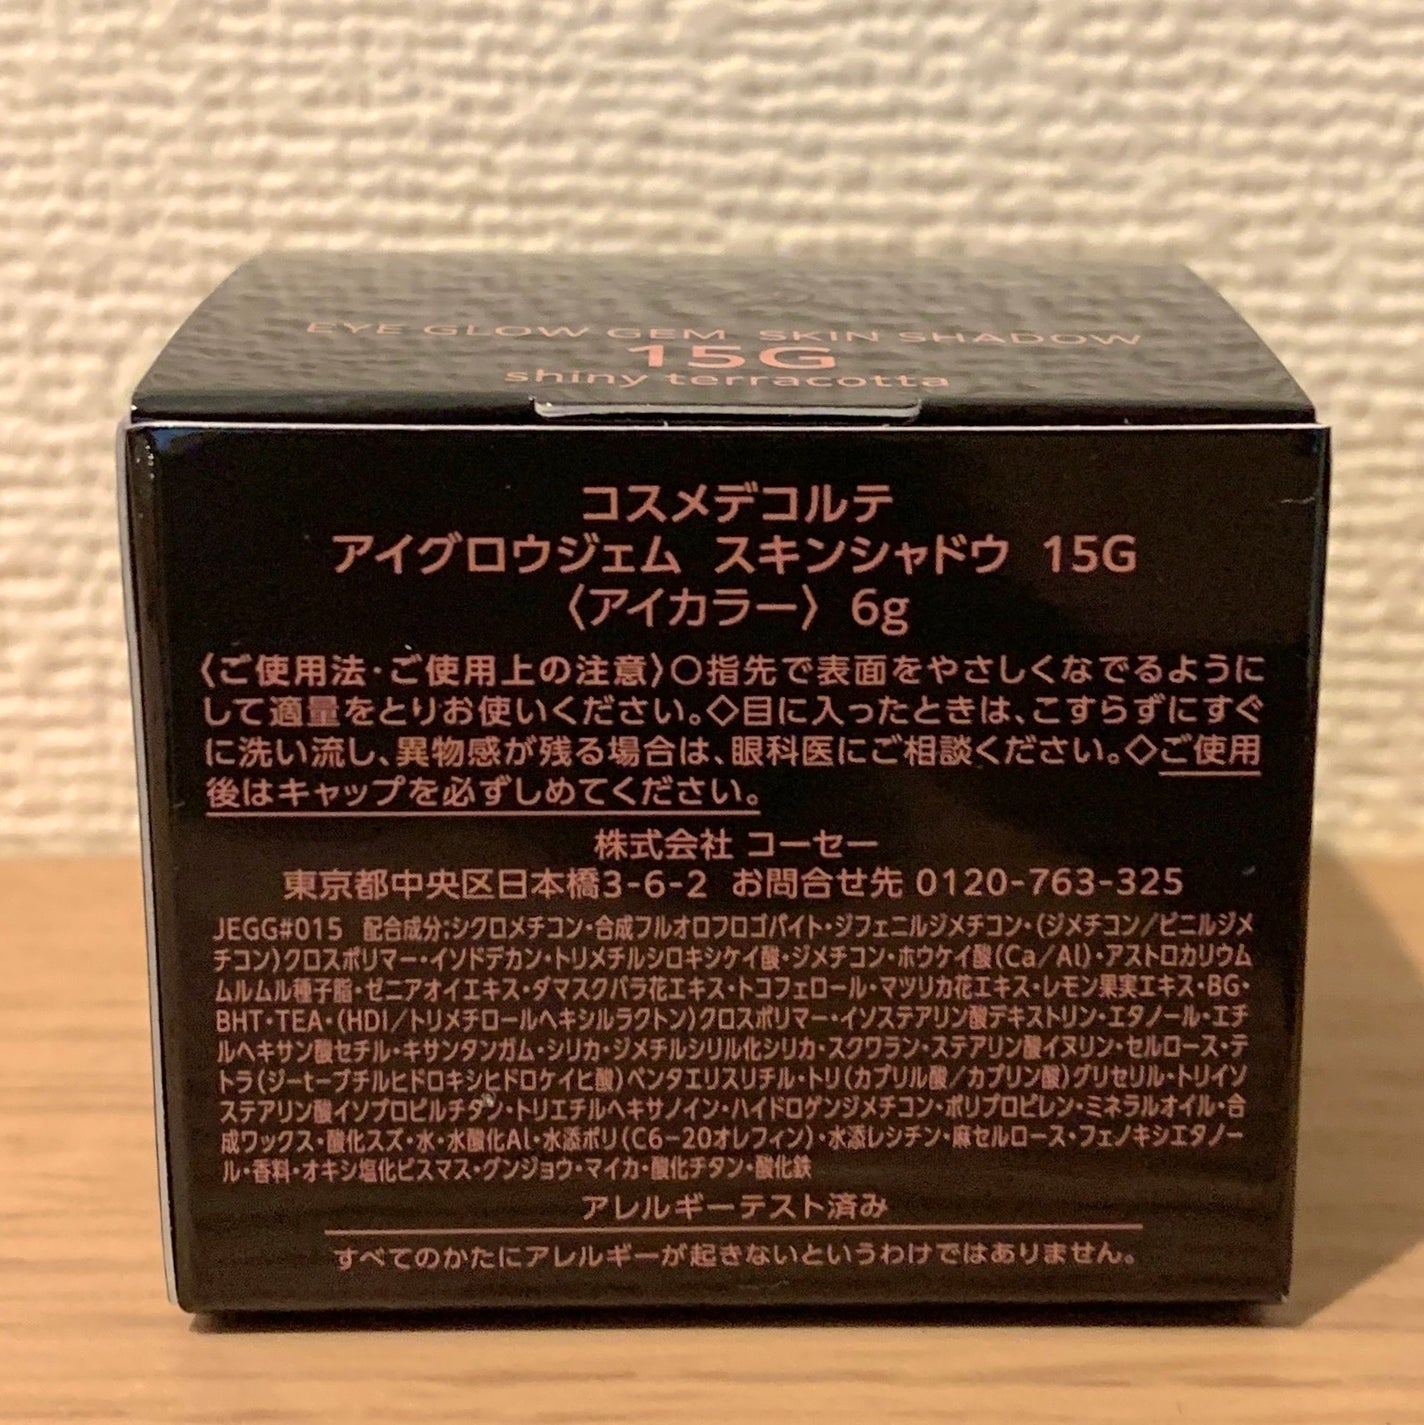 EYE GLOW GEM SKIN SHADOW
15G
shiny terracotta
コスメデコルテ
アイグロウジェム スキンシャドウ 15G
〈アイカラー〉 6g
〈ご使用法・ご使用上の注意〉○指先で表面をやさしくなでるように
して適量をとりお使いください。◇目に入ったときは、こすらずにすぐ
に洗い流し、異物感が残る場合は、眼科医にご相談ください。◇ご使用
後はキャップを必ずしめてください。
株式会社 コーセー
東京都中央区日本橋3-6-2 お問合せ先 0120-763-325
JEGG#015 配合成分:シクロメチコン・合成フルオロフロゴパイト・ジフェニルジメチコン・(ジメチコン/ビニルジメ
チコン)クロスポリマー・イソドデカン・トリメチルシロキシケイ酸・ジメチコン・ホウケイ酸(Ca/Al)・アストロカリウム
ムルムル種子脂・ゼニアオイエキス・ダマスクバラ花エキス・トコフェロール・マツリカ花エキス・レモン果実エキス・BG・
BHT・TEA・(HDI/トリメチロールヘキシルラクトン)クロスポリマー・イソステアリン酸デキストリン・エタノール・エチ
ルヘキサン酸セチル・キサンタンガム・シリカ・ジメチルシリル化シリカ・スクワラン・ステアリン酸イヌリン・セルロース・テ
トラ(ジーt-ブチルヒドロキシヒドロケイヒ酸)ペンタエリスリチル・トリ(カプリル酸/カプリン酸)グリセリル・トリイソ
ステアリン酸イソプロピルチタン・トリエチルヘキサノイン・ハイドロゲンジメチコン・ポリプロピレン・ミネラルオイル・合
成ワックス・酸化スズ・水・水酸化Al・水添ポリ(C6-20オレフィン)・水添レシチン・麻セルロース・フェノキシエタノー
ル・香料・オキシ塩化ビスマス・グンジョウ・マイカ・酸化チタン・酸化鉄
アレルギーテスト済み
すべてのかたにアレルギーが起きないというわけではありません。